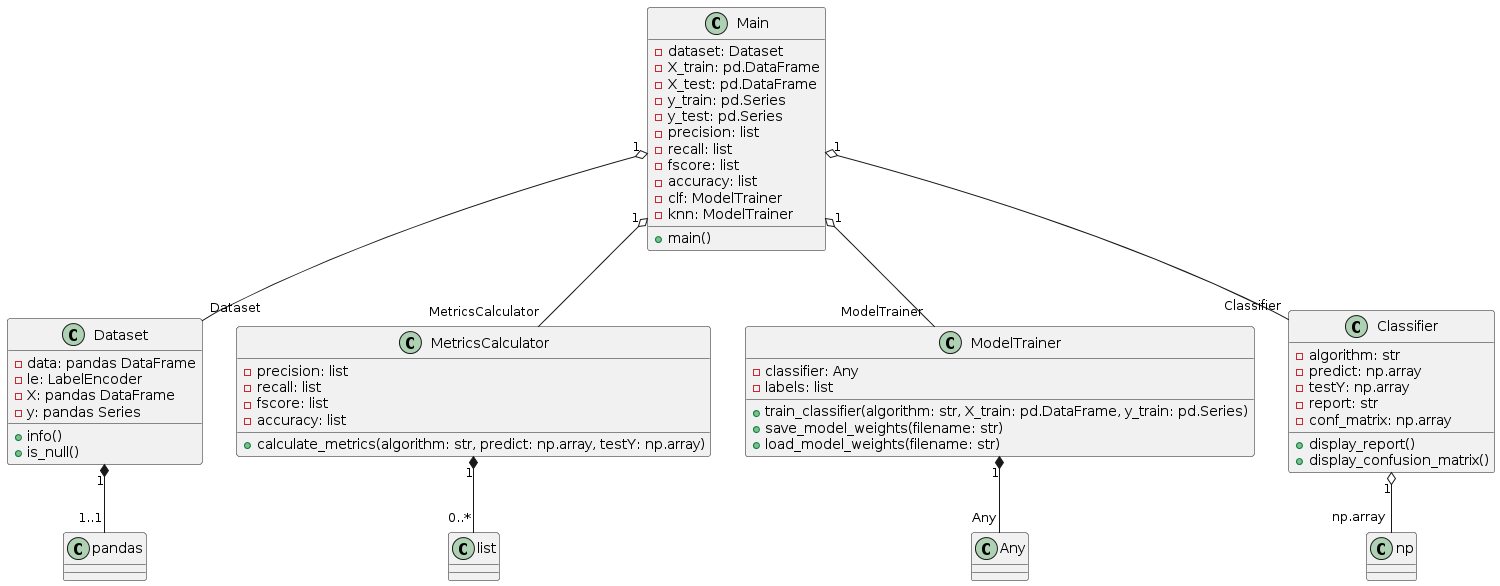 C Main
dataset: Dataset
X_train: pd.DataFrame
X_test: pd.DataFrame
y_train: pd.Series
y_test: pd.Series
precision: list
recall: list
fscore: list
accuracy: list
clf: ModelTrainer
knn: ModelTrainer
main()
1
1
1
1
Dataset
MetricsCalculator
ModelTrainer
Classifier
C Dataset
data: pandas DataFrame
le: LabelEncoder
X: pandas DataFrame
y: pandas Series
info()
is_null()
C MetricsCalculator
precision: list
recall: list
fscore: list
accuracy: list
calculate_metrics(algorithm: str, predict: np.array, testY: np.array)
C ModelTrainer
classifier: Any
labels: list
train_classifier(algorithm: str, X_train: pd.DataFrame, y_train: pd.Series)
save_model_weights(filename: str)
load_model_weights(filename: str)
C Classifier
algorithm: str
predict: np.array
testY: np.array
report: str
conf_matrix: np.array
display_report()
display_confusion_matrix()
1
1..1
C pandas
1
0..*
C list
1
Any
C Any
1
np.array
C np